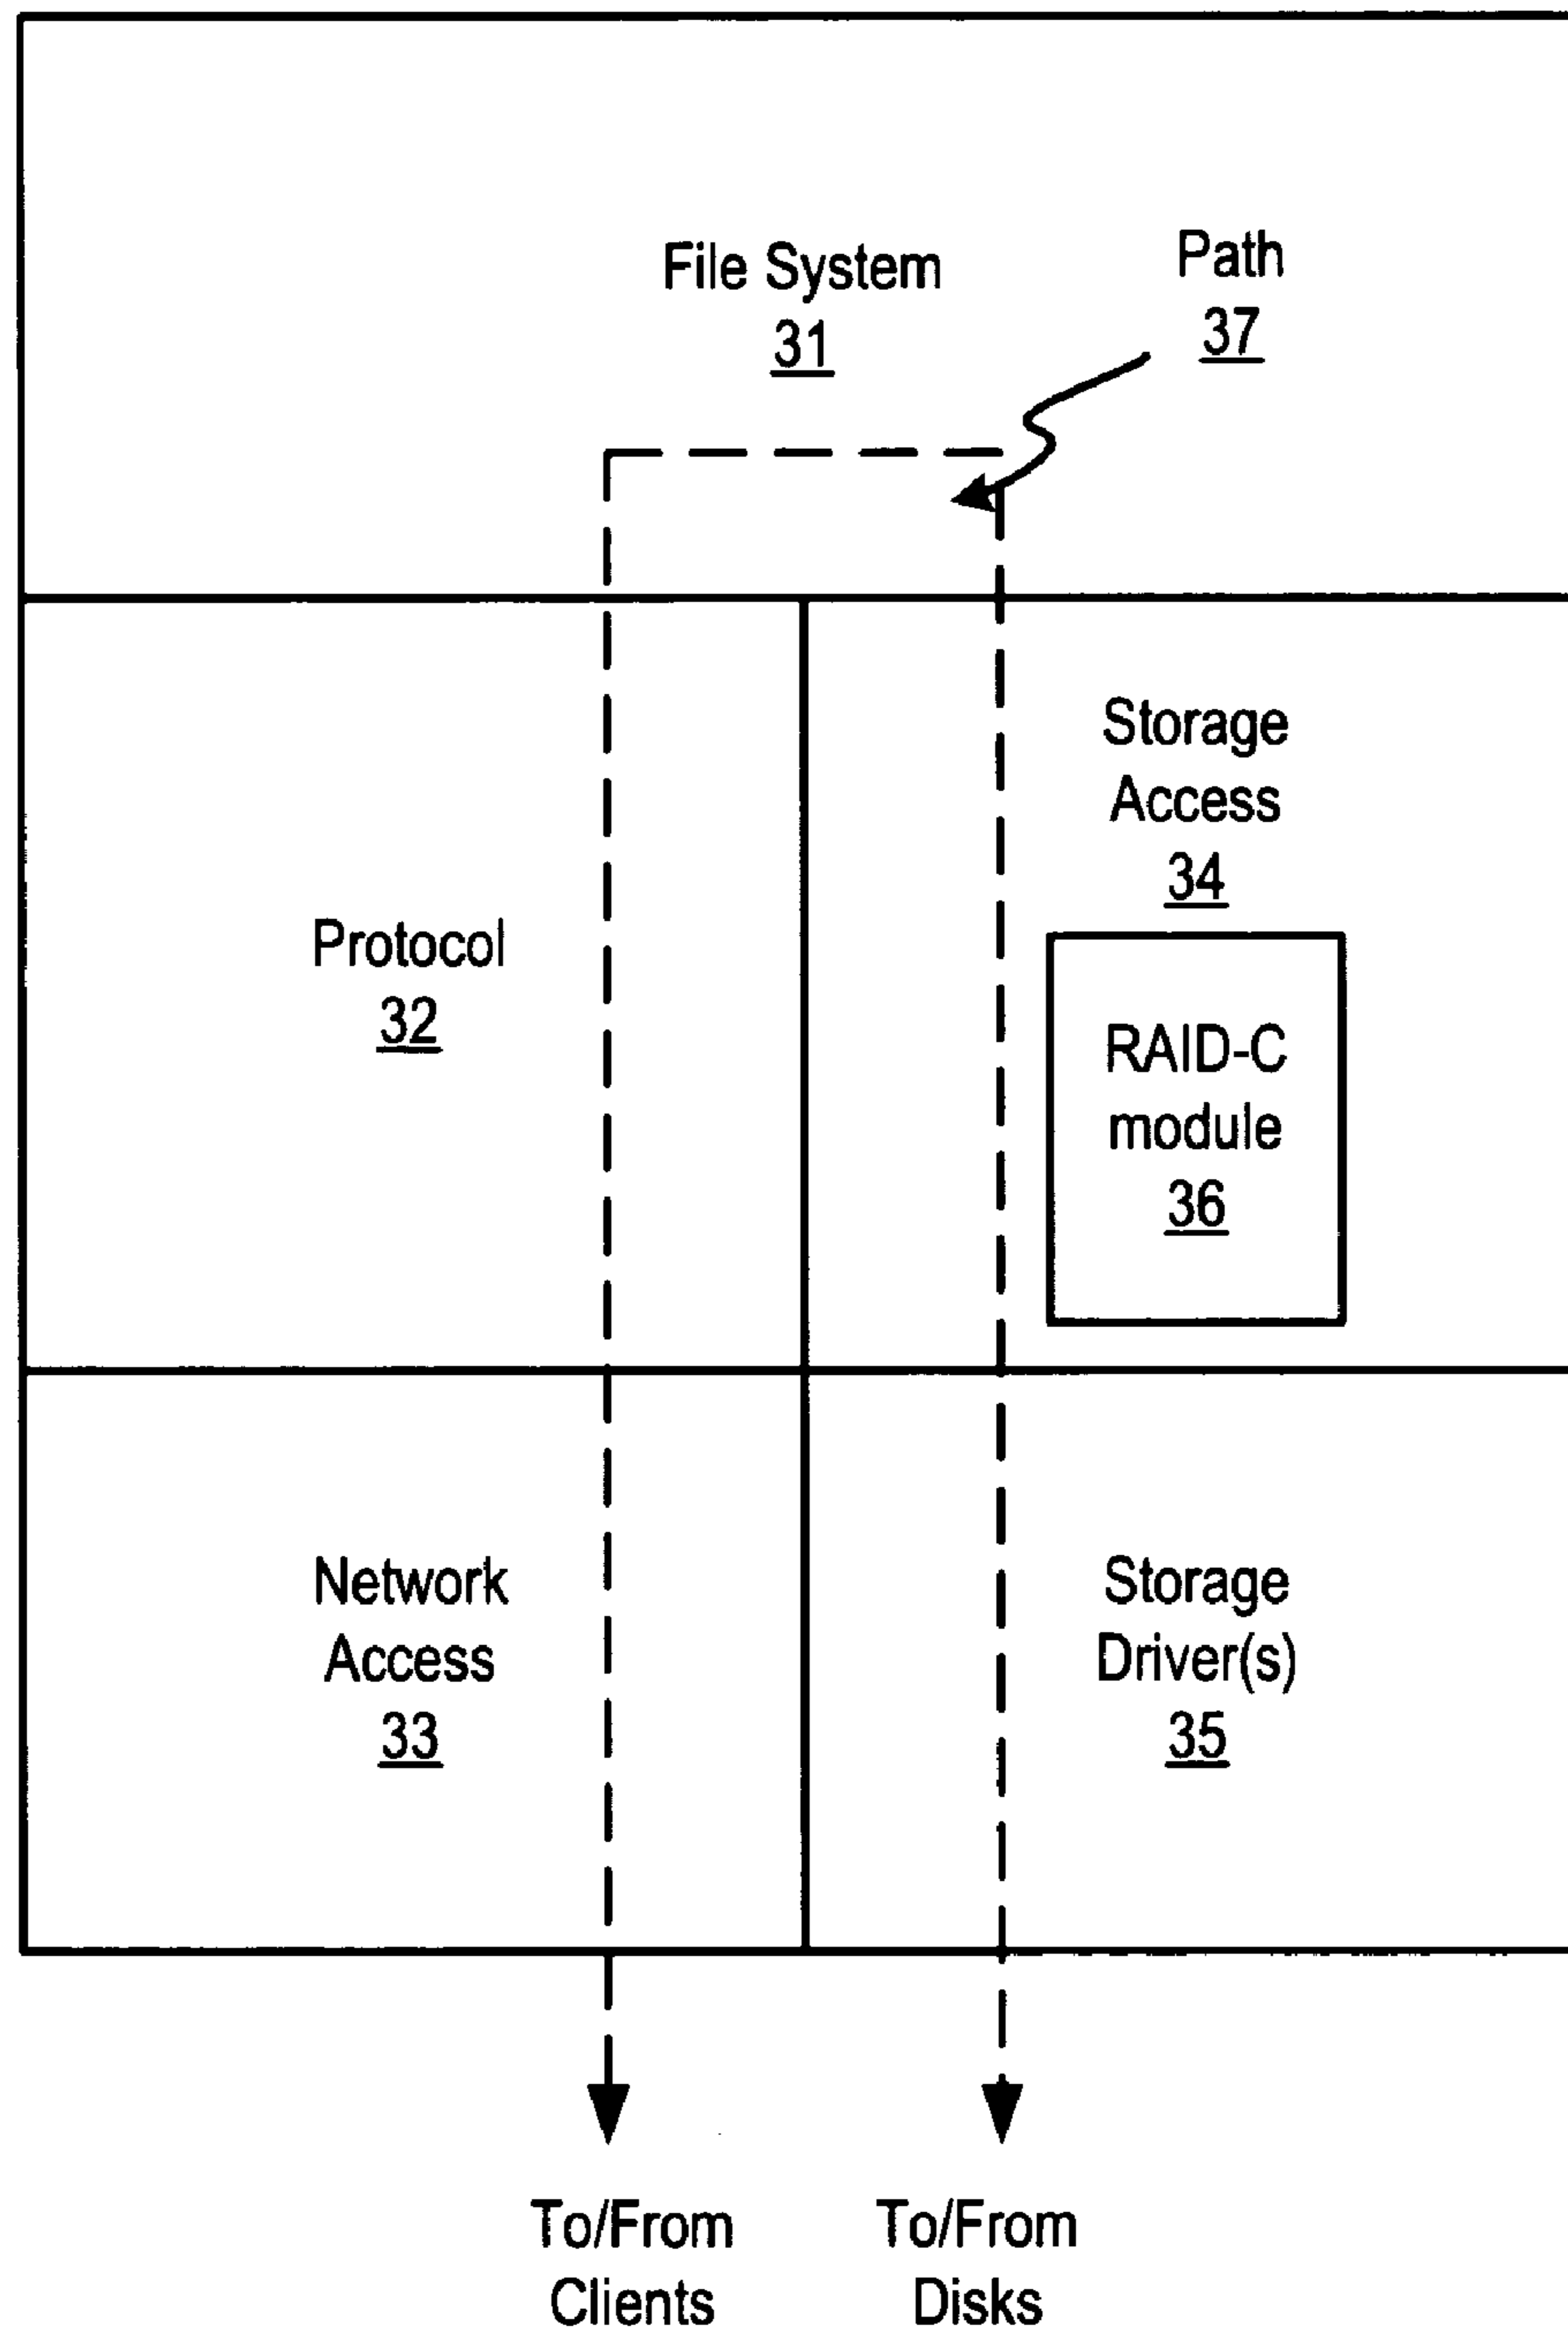 File System
31
Path
37
Protocol
32
Storage
Access
34
RAID-C
module
36
Network
Access
33
Storage
Driver(s)
35
To/From
Clients
To/From
Disks